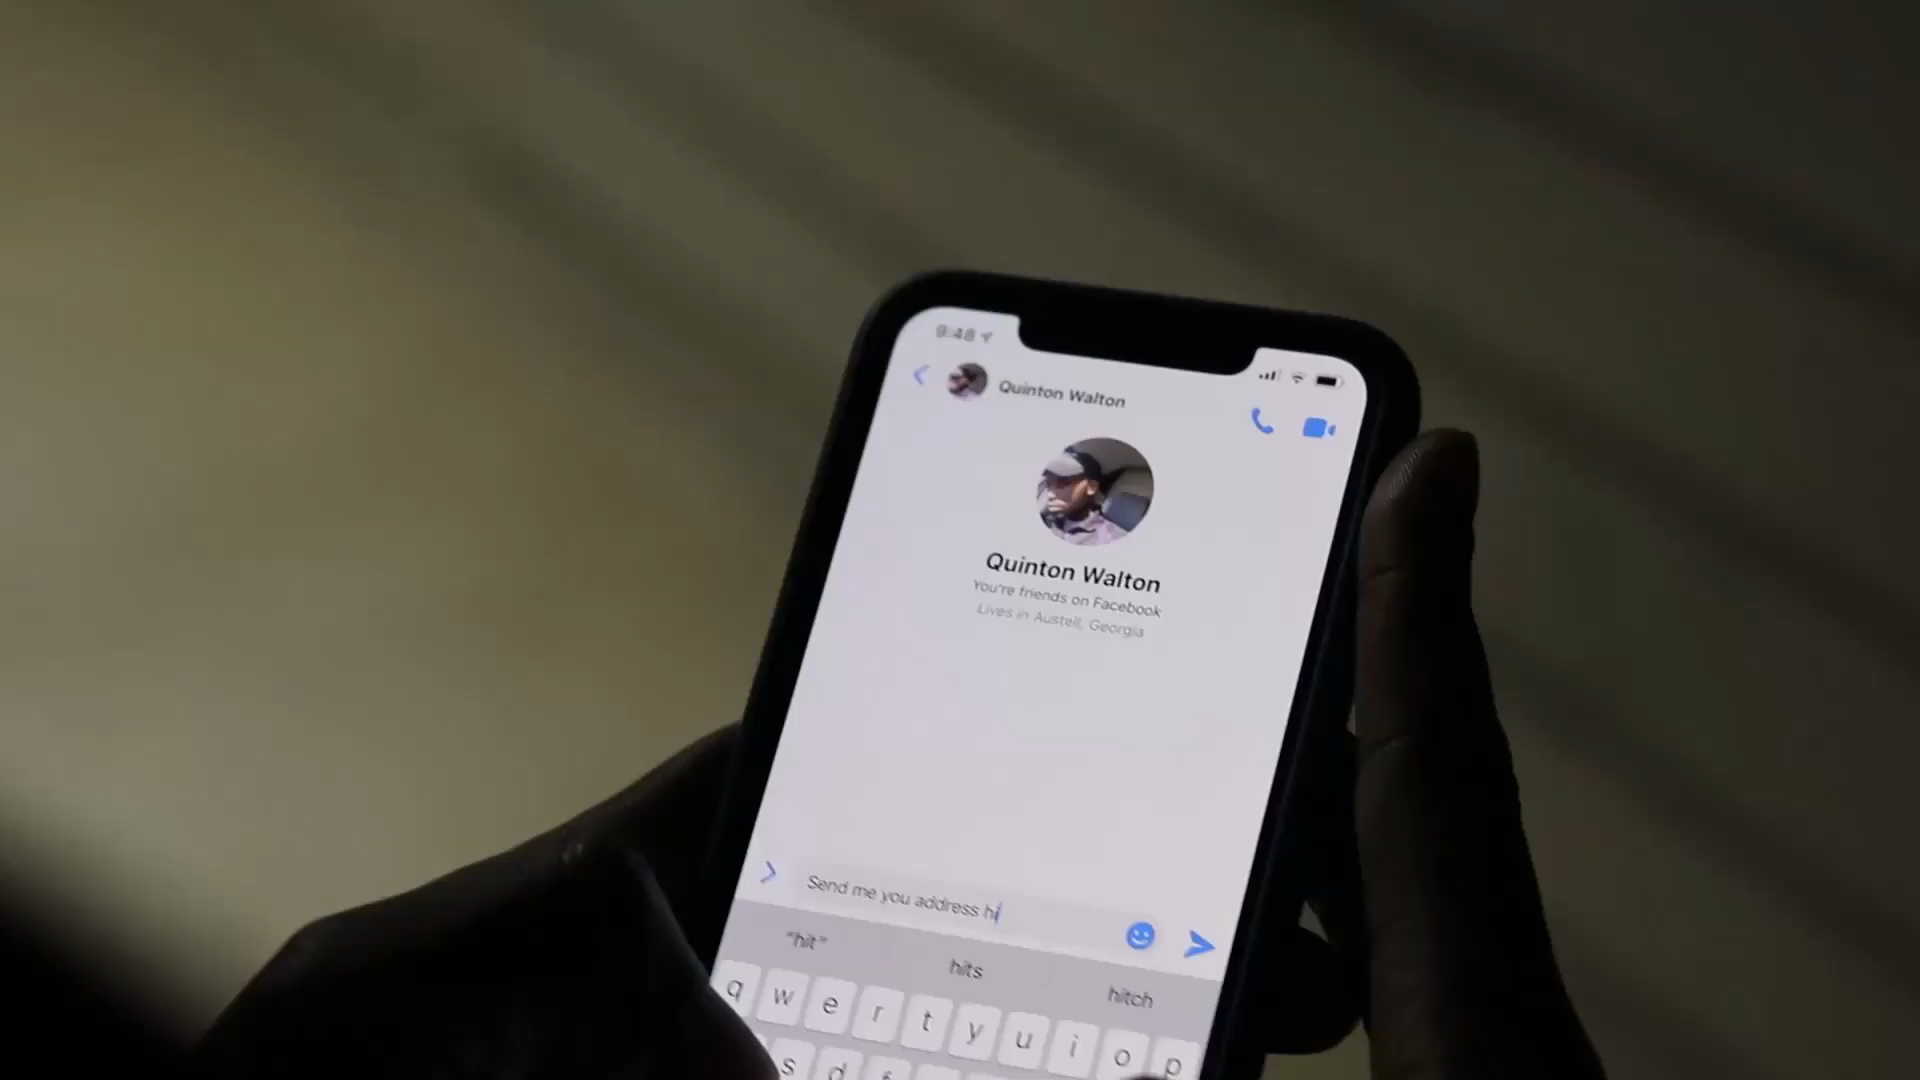 9:48
Quinton Walton
Quinton Walton
You're friends on Facebook
Lives in Austell, Georgia
Send me you address hi
"hit" hits hitch
q w e r t y u i o p
s d f